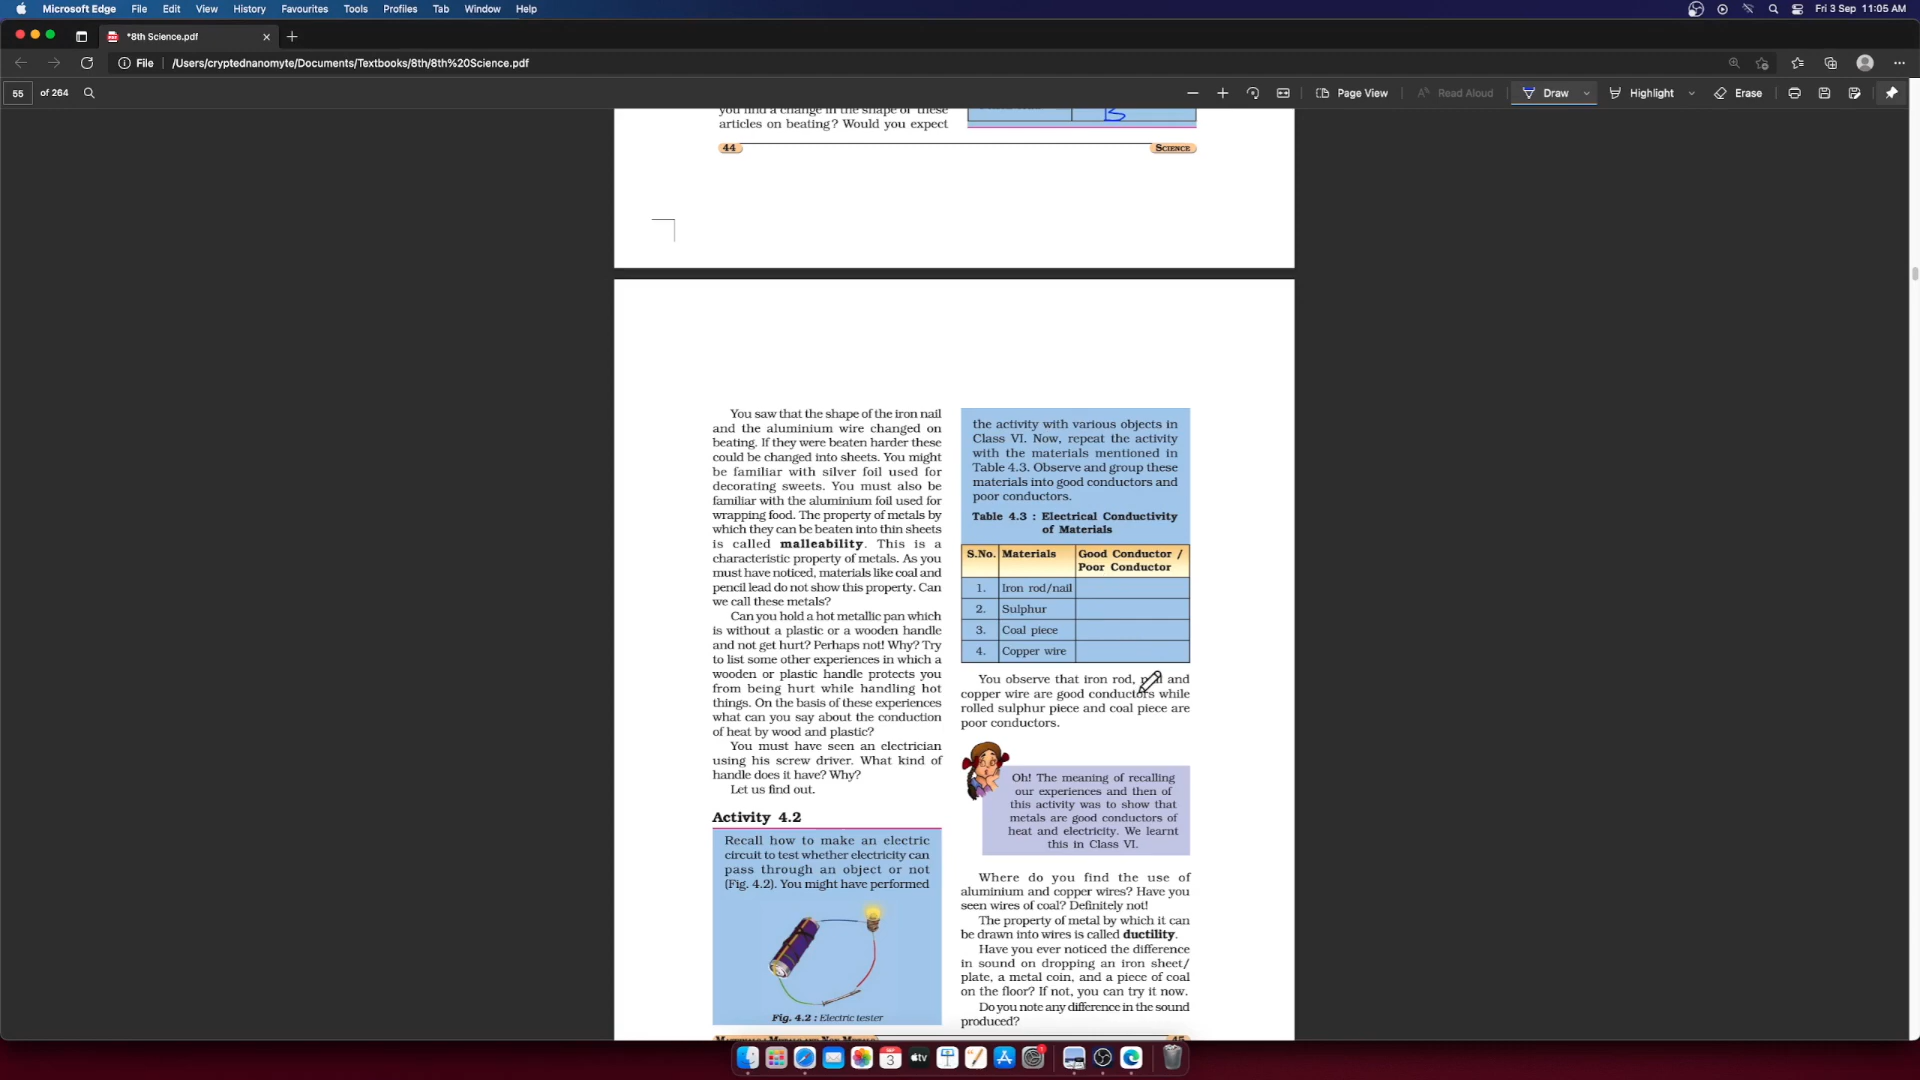 Microsoft Edge File Edit View History Favourites Tools Profiles Tab Window Help Fri 3 Sep 11:05 AM
*8th Science.pdf
File /Users/cryptednanomyte/Documents/Textbooks/8th/8th%20Science.pdf
55 of 264 Page View Read Aloud Draw Highlight Erase
you find a change in the shape of these
articles on beating? Would you expect
B
44
SCIENCE
You saw that the shape of the iron nail
and the aluminium wire changed on
beating. If they were beaten harder these
could be changed into sheets. You might
be familiar with silver foil used for
decorating sweets. You must also be
familiar with the aluminium foil used for
wrapping food. The property of metals by
which they can be beaten into thin sheets
is called malleability. This is a
characteristic property of metals. As you
must have noticed, materials like coal and
pencil lead do not show this property. Can
we call these metals?
Can you hold a hot metallic pan which
is without a plastic or a wooden handle
and not get hurt? Perhaps not! Why? Try
to list some other experiences in which a
wooden or plastic handle protects you
from being hurt while handling hot
things. On the basis of these experiences
what can you say about the conduction
of heat by wood and plastic?
You must have seen an electrician
using his screw driver. What kind of
handle does it have? Why?
Let us find out.
Activity 4.2
Recall how to make an electric
circuit to test whether electricity can
pass through an object or not
(Fig. 4.2). You might have performed
Fig. 4.2 : Electric tester
the activity with various objects in
Class VI. Now, repeat the activity
with the materials mentioned in
Table 4.3. Observe and group these
materials into good conductors and
poor conductors.
Table 4.3 : Electrical Conductivity
of Materials
S.No. Materials Good Conductor /
Poor Conductor
1. Iron rod/nail
2. Sulphur
3. Coal piece
4. Copper wire
You observe that iron rod, and
copper wire are good conductors while
rolled sulphur piece and coal piece are
poor conductors.
Oh! The meaning of recalling
our experiences and then of
this activity was to show that
metals are good conductors of
heat and electricity. We learnt
this in Class VI.
Where do you find the use of
aluminium and copper wires? Have you
seen wires of coal? Definitely not!
The property of metal by which it can
be drawn into wires is called ductility.
Have you ever noticed the difference
in sound on dropping an iron sheet/
plate, a metal coin, and a piece of coal
on the floor? If not, you can try it now.
Do you note any difference in the sound
produced?
3
tv